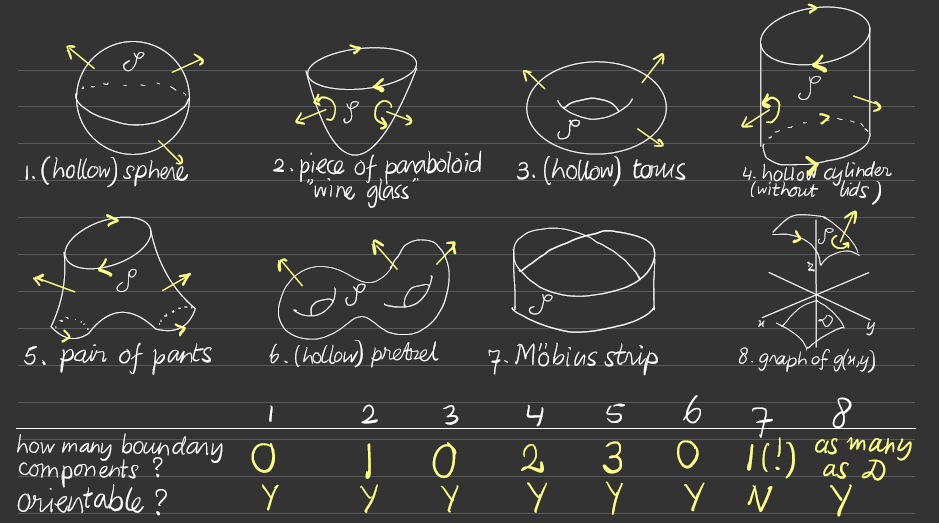 S
S
S
S
1. (hollow) sphere
2. piece of paraboloid
"wine glass"
3. (hollow) torus
4. hollow cylinder
(without lids)
S
S
S
S
z
D
x
y
5. pair of pants
6. (hollow) pretzel
7. Möbius strip
8. graph of g(x,y)
1 2 3 4 5 6 7 8
how many boundary
components? 0 1 0 2 3 0 1(!) as many
as D
orientable? Y Y Y Y Y Y N Y